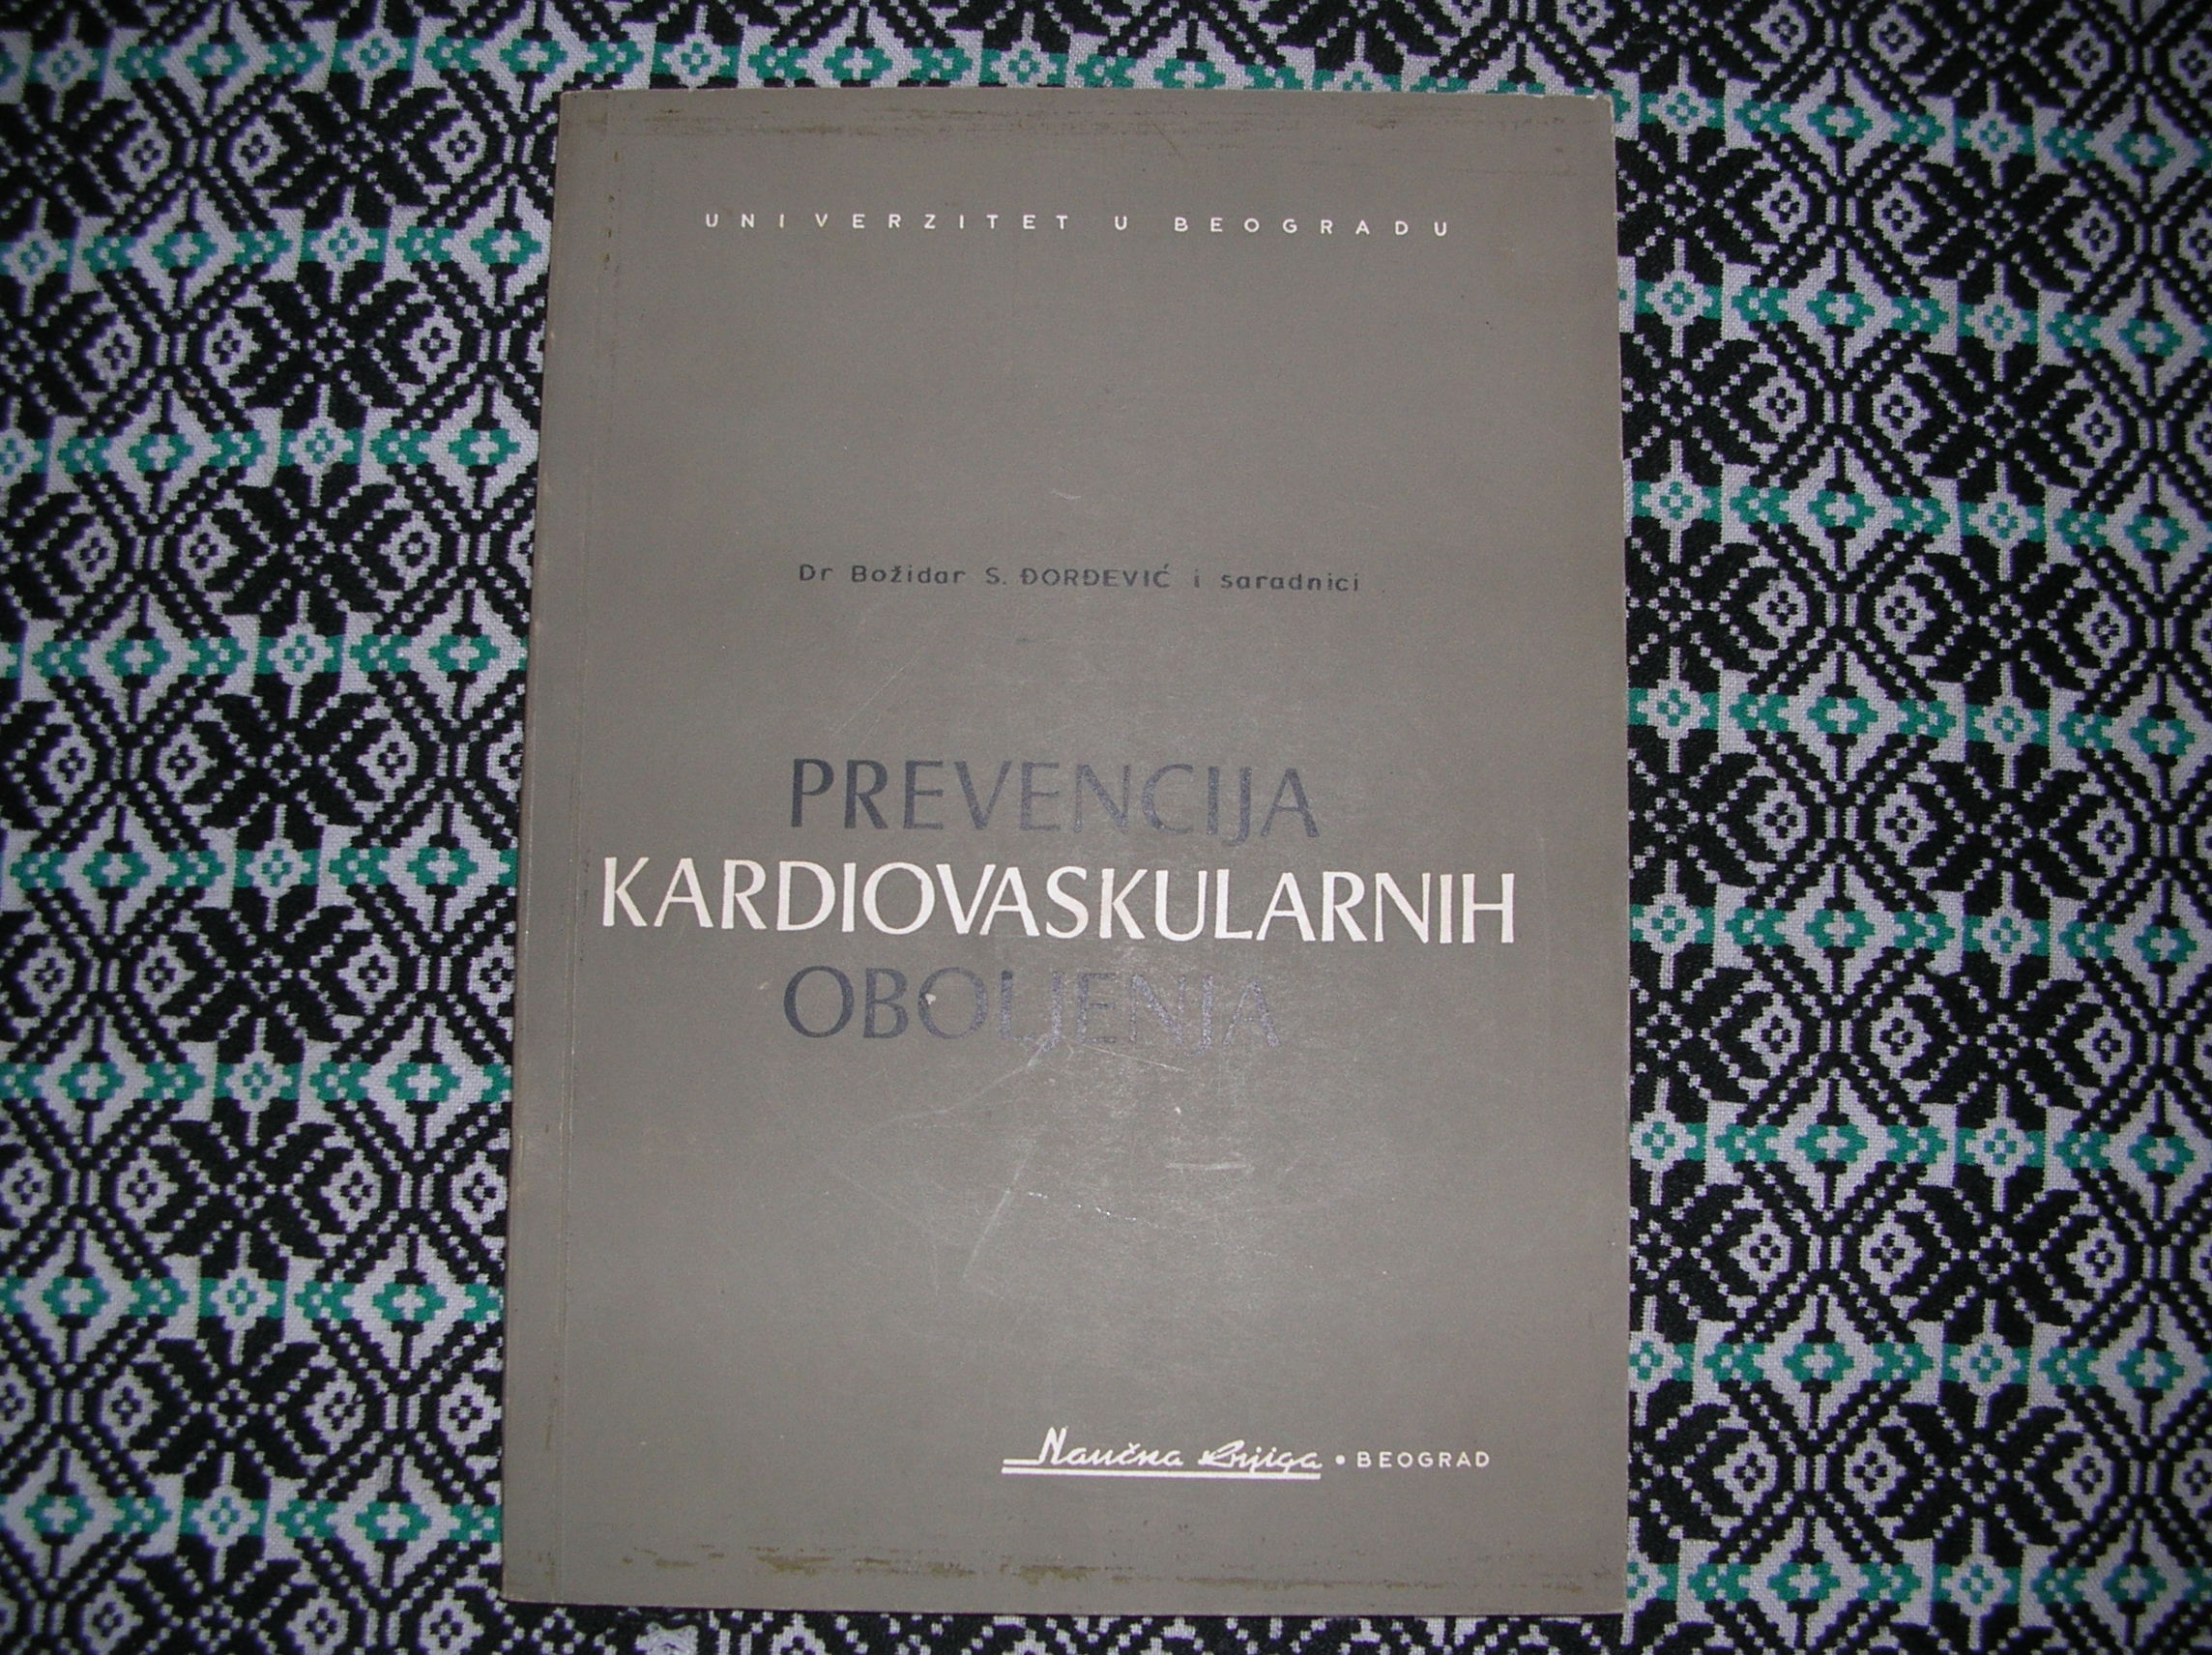 UNIVERZITET U BEOGRADU
Dr Božidar S. ĐORĐEVIĆ i saradnici
PREVENCIJA
KARDIOVASKULARNIH
OBOLJENJA
Naučna knjiga • BEOGRAD